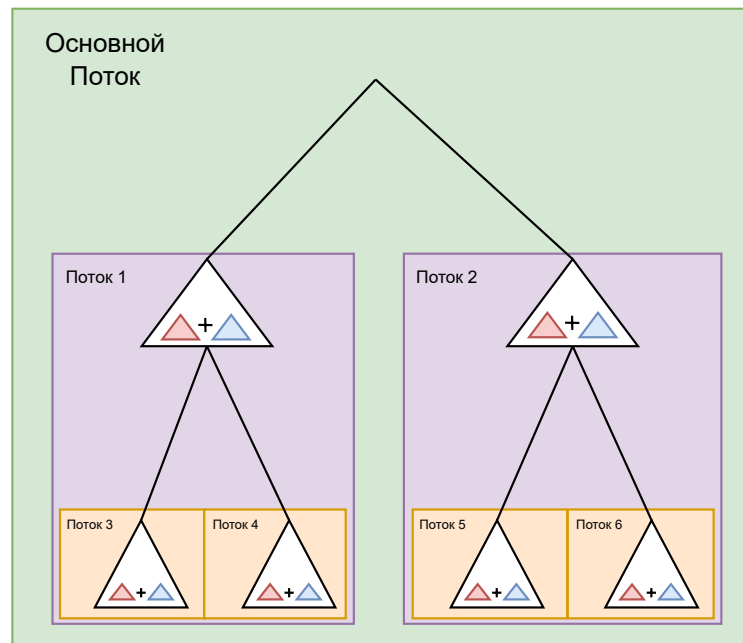 Основной
Поток
Поток 1
Поток 2
+
+
Поток 3
Поток 4
Поток 5
Поток 6
+
+
+
+